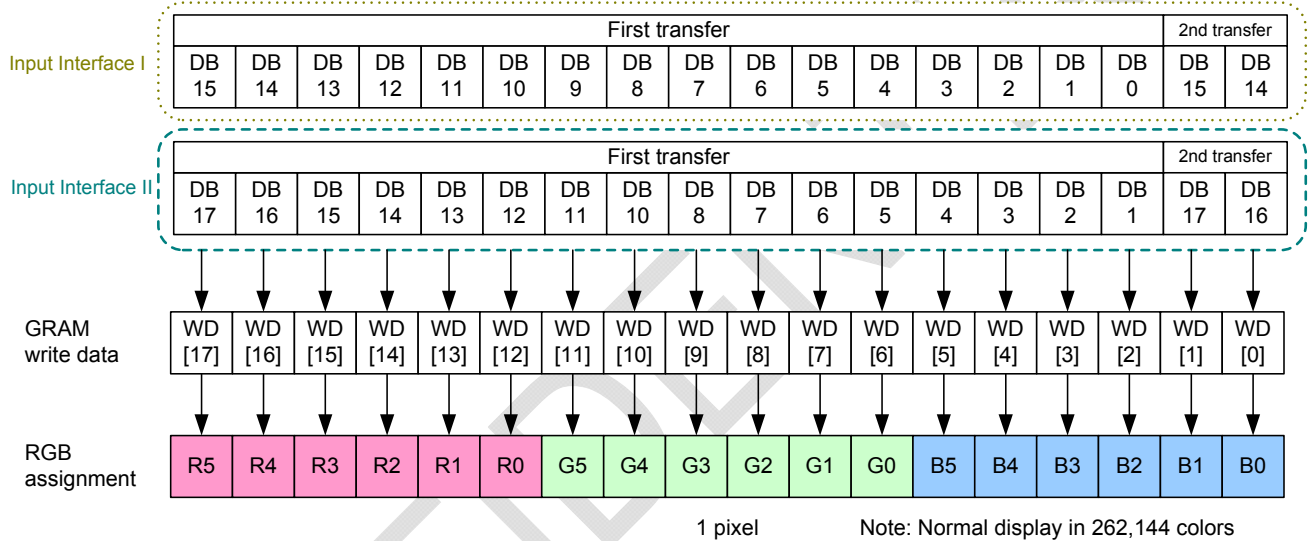 First transfer 2nd transfer
Input Interface I
DB 15 DB 14 DB 13 DB 12 DB 11 DB 10 DB 9 DB 8 DB 7 DB 6 DB 5 DB 4 DB 3 DB 2 DB 1 DB 0 DB 15 DB 14
First transfer 2nd transfer
Input Interface II
DB 17 DB 16 DB 15 DB 14 DB 13 DB 12 DB 11 DB 10 DB 8 DB 7 DB 6 DB 5 DB 4 DB 3 DB 2 DB 1 DB 17 DB 16
GRAM
write data
WD [17] WD [16] WD [15] WD [14] WD [13] WD [12] WD [11] WD [10] WD [9] WD [8] WD [7] WD [6] WD [5] WD [4] WD [3] WD [2] WD [1] WD [0]
RGB
assignment
R5 R4 R3 R2 R1 R0 G5 G4 G3 G2 G1 G0 B5 B4 B3 B2 B1 B0
1 pixel Note: Normal display in 262,144 colors